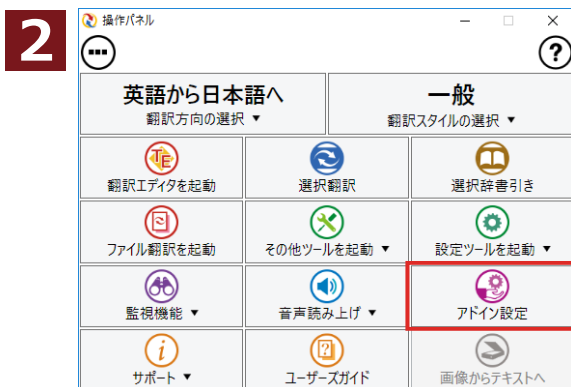 2
操作パネル
英語から日本語へ
翻訳方向の選択 ▼
一般
翻訳スタイルの選択 ▼
TE
翻訳エディタを起動
選択翻訳
選択辞書引き
ファイル翻訳を起動
その他ツールを起動 ▼
設定ツールを起動 ▼
監視機能 ▼
音声読み上げ ▼
アドイン設定
サポート ▼
ユーザーズガイド
画像からテキストへ